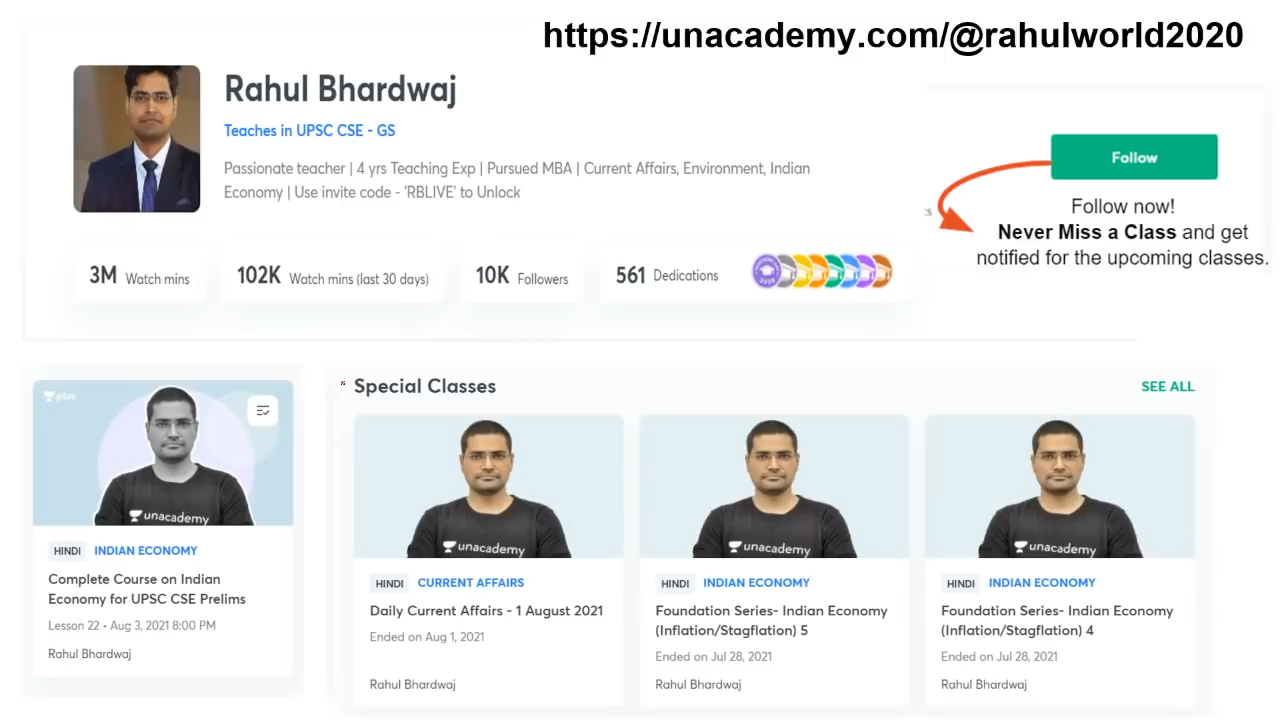 https://unacademy.com/@rahulworld2020
Rahul Bhardwaj
Teaches in UPSC CSE - GS
Passionate teacher | 4 yrs Teaching Exp | Pursued MBA | Current Affairs, Environment, Indian
Economy | Use invite code - 'RBLIVE' to Unlock
3M Watch mins
102K Watch mins (last 30 days)
10K Followers
561 Dedications
Follow
Follow now!
Never Miss a Class and get
notified for the upcoming classes.
plus
unacademy
HINDI INDIAN ECONOMY
Complete Course on Indian
Economy for UPSC CSE Prelims
Lesson 22 • Aug 3, 2021 8:00 PM
Rahul Bhardwaj
Special Classes
SEE ALL
unacademy
HINDI CURRENT AFFAIRS
Daily Current Affairs - 1 August 2021
Ended on Aug 1, 2021
Rahul Bhardwaj
unacademy
HINDI INDIAN ECONOMY
Foundation Series- Indian Economy
(Inflation/Stagflation) 5
Ended on Jul 28, 2021
Rahul Bhardwaj
unacademy
HINDI INDIAN ECONOMY
Foundation Series- Indian Economy
(Inflation/Stagflation) 4
Ended on Jul 28, 2021
Rahul Bhardwaj